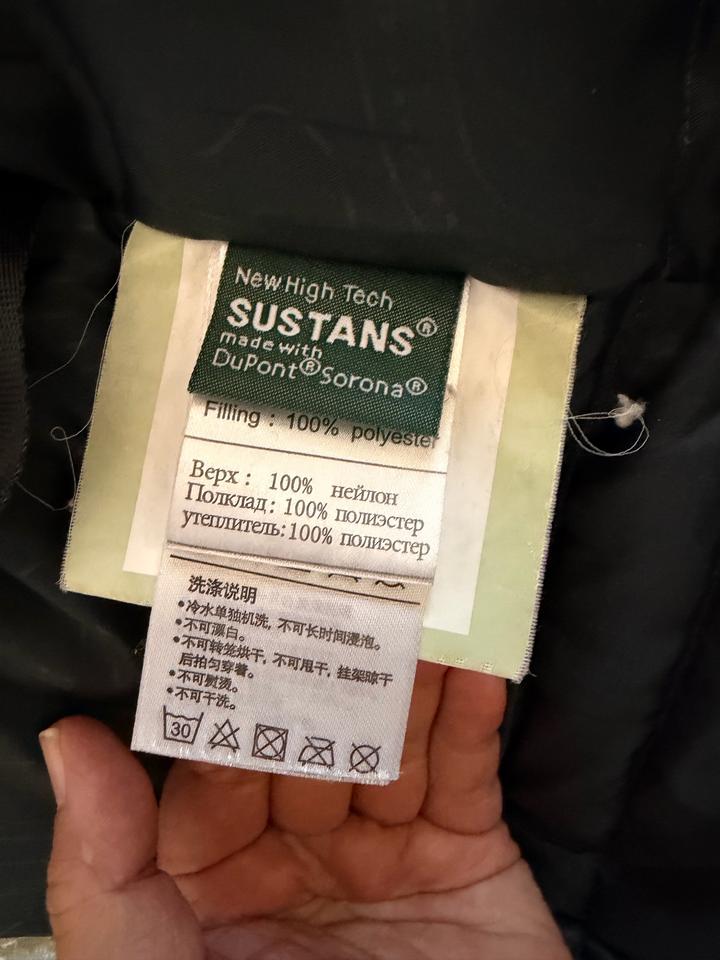 New High Tech
SUSTANS®
made with
DuPont® Sorona®
Filling : 100% polyester
Верх : 100% нейлон
Полклад: 100% полиэстер
утеплитель:100% полиэстер
洗涤说明
•冷水单独机洗, 不可长时间浸泡。
•不可漂白。
•不可转笼烘干, 不可甩干, 挂架晾干
后拍匀穿着。
•不可熨烫。
•不可干洗。
30